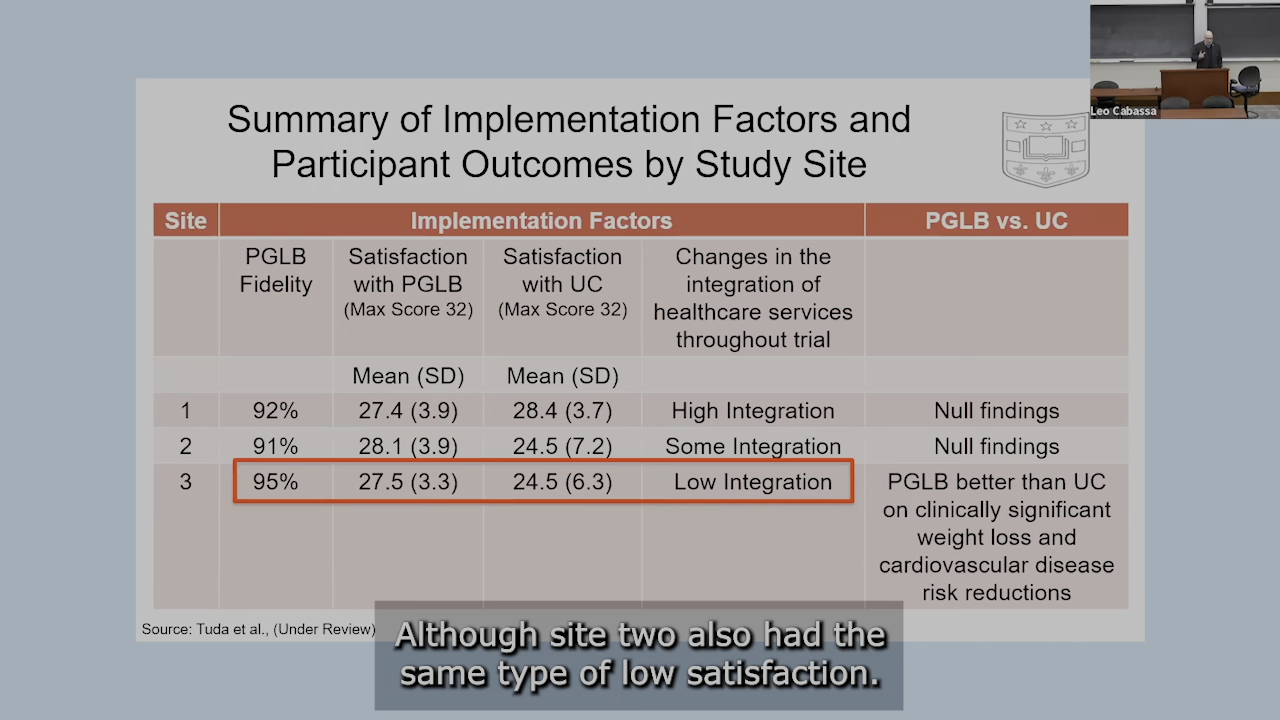 Leo Cabassa
Summary of Implementation Factors and
Participant Outcomes by Study Site
Site Implementation Factors PGLB vs. UC
PGLB Fidelity
Satisfaction with PGLB (Max Score 32)
Satisfaction with UC (Max Score 32)
Changes in the integration of healthcare services throughout trial
Mean (SD) Mean (SD)
1 92% 27.4 (3.9) 28.4 (3.7) High Integration Null findings
2 91% 28.1 (3.9) 24.5 (7.2) Some Integration Null findings
3 95% 27.5 (3.3) 24.5 (6.3) Low Integration PGLB better than UC
on clinically significant
weight loss and
cardiovascular disease
risk reductions
Source: Tuda et al., (Under Review)
Although site two also had the
same type of low satisfaction.